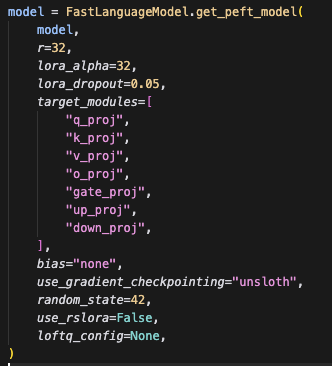 model = FastLanguageModel.get_peft_model(
    model,
    r=32,
    lora_alpha=32,
    lora_dropout=0.05,
    target_modules=[
        "q_proj",
        "k_proj",
        "v_proj",
        "o_proj",
        "gate_proj",
        "up_proj",
        "down_proj",
    ],
    bias="none",
    use_gradient_checkpointing="unsloth",
    random_state=42,
    use_rslora=False,
    loftq_config=None,
)